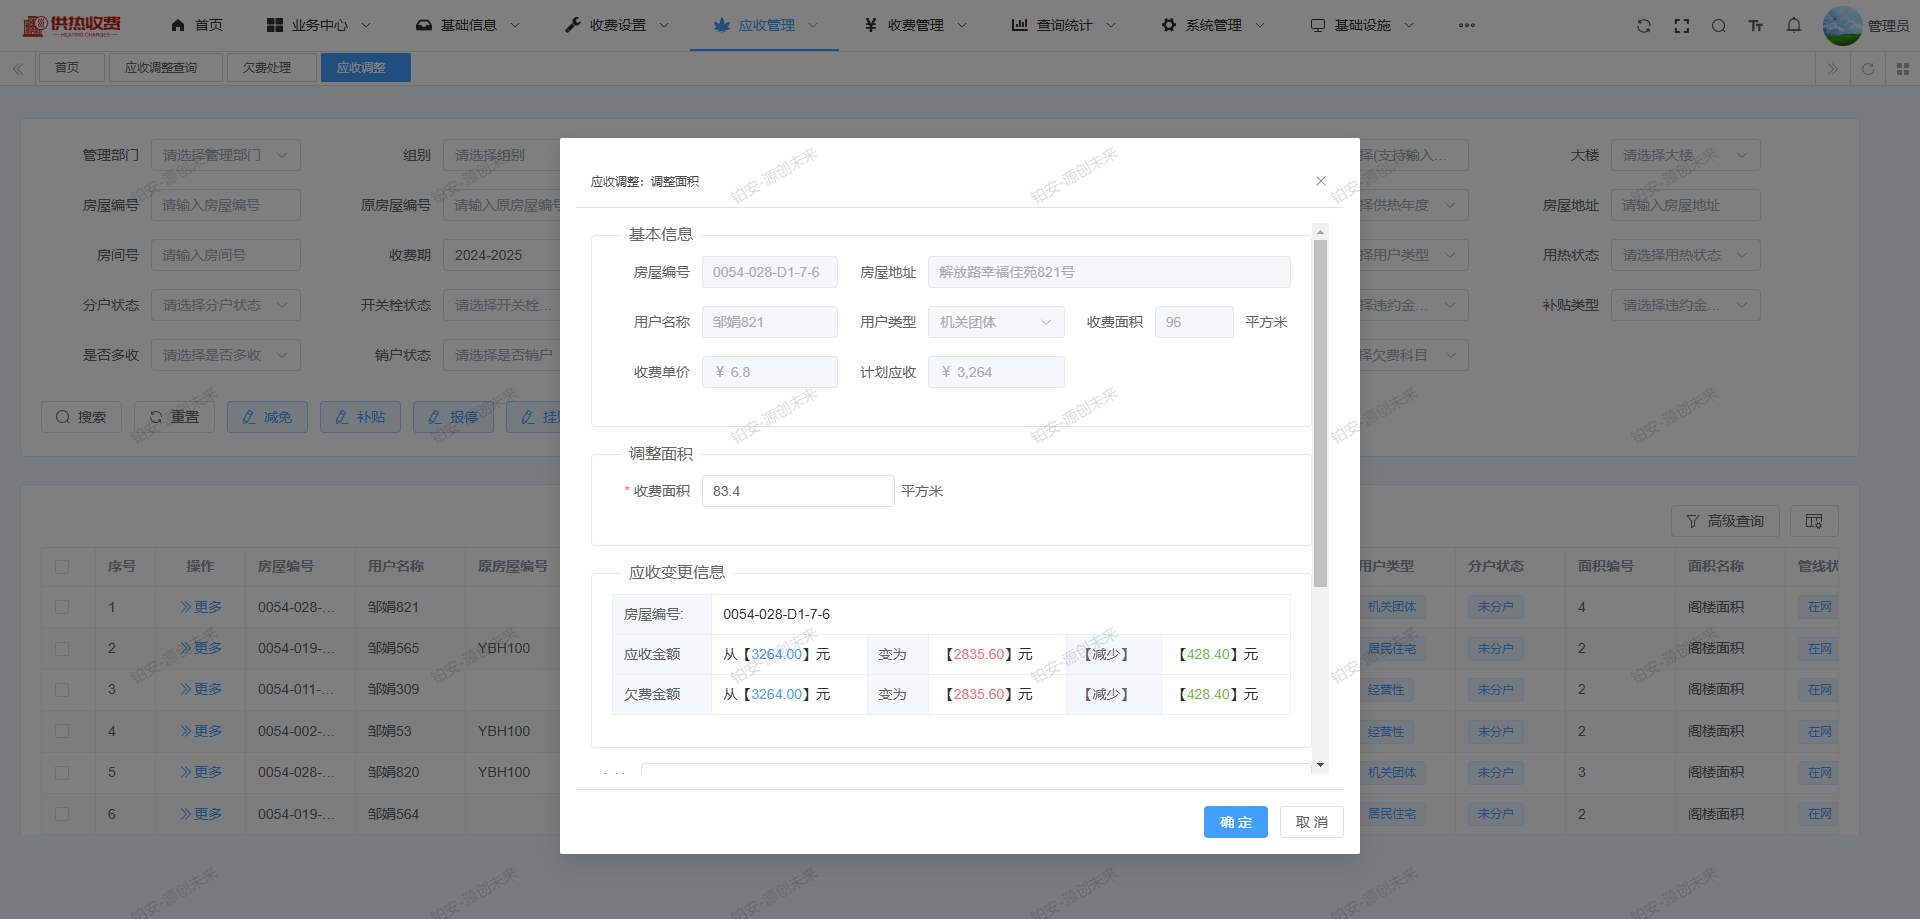 供热收费
HEATING CHARGES
首页
业务中心
基础信息
收费设置
应收管理
收费管理
查询统计
系统管理
基础设施
管理员
首页
应收调整查询
欠费处理
应收调整
管理部门 请选择管理部门
组别 请选择组别
择(支持输入...
大楼 请选择大楼
房屋编号 请输入房屋编号
原房屋编号 请输入原房屋编号
择供热年度
房屋地址 请输入房屋地址
房间号 请输入房间号
收费期 2024-2025
择用户类型
用热状态 请选择用热状态
分户状态 请选择分户状态
开关栓状态 请选择开关栓...
择违约金...
补贴类型 请选择违约金...
是否多收 请选择是否多收
销户状态 请选择是否销户
择欠费科目
搜索
重置
减免
补贴
报停
高级查询
应收调整：调整面积
基本信息
房屋编号 0054-028-D1-7-6 房屋地址 解放路幸福佳苑821号
用户名称 邹娟821 用户类型 机关团体 收费面积 96 平方米
收费单价 ¥ 6.8 计划应收 ¥ 3,264
调整面积
* 收费面积 83.4 平方米
应收变更信息
房屋编号: 0054-028-D1-7-6
应收金额 从【3264.00】元 变为 【2835.60】元 【减少】 【428.40】元
欠费金额 从【3264.00】元 变为 【2835.60】元 【减少】 【428.40】元
确 定
取 消
序号 操作 房屋编号 用户名称 原房屋编号 用户类型 分户状态 面积编号 面积名称 管线状
1 更多 0054-028-... 邹娟821 机关团体 未分户 4 阁楼面积 在网
2 更多 0054-019-... 邹娟565 YBH100 居民住宅 未分户 2 阁楼面积 在网
3 更多 0054-011-... 邹娟309 经营性 未分户 2 阁楼面积 在网
4 更多 0054-002-... 邹娟53 YBH100 经营性 未分户 2 阁楼面积 在网
5 更多 0054-028-... 邹娟820 YBH100 机关团体 未分户 3 阁楼面积 在网
6 更多 0054-019-... 邹娟564 居民住宅 未分户 2 阁楼面积 在网
铂安-源创未来